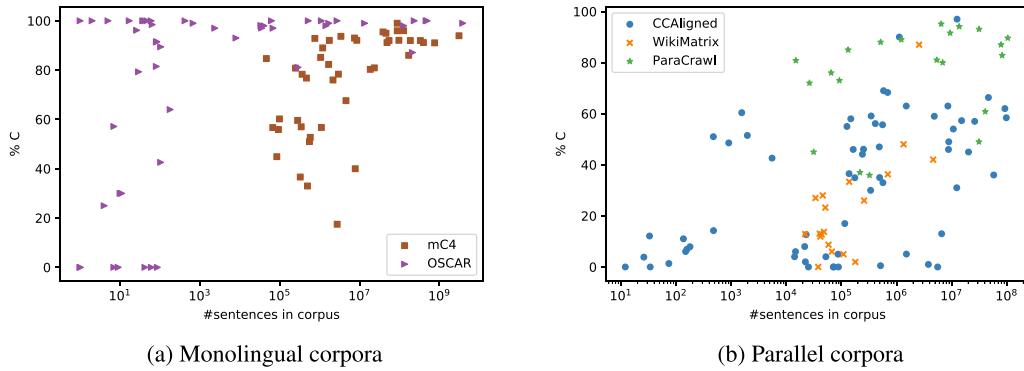 100
80
60
40
20
0
% C
mC4
OSCAR
10¹ 10³ 10⁵ 10⁷ 10⁹
#sentences in corpus
(a) Monolingual corpora
100
80
60
40
20
0
% C
CCAligned
WikiMatrix
ParaCrawl
10¹ 10² 10³ 10⁴ 10⁵ 10⁶ 10⁷ 10⁸
#sentences in corpus
(b) Parallel corpora